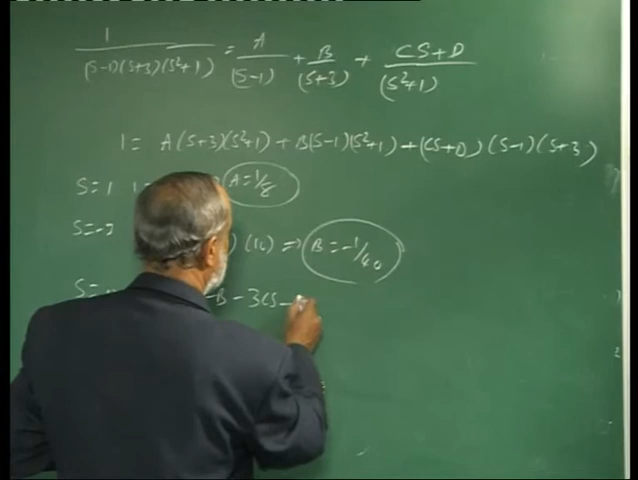 1/((S-1)(S+3)(S²+1)) = A/(S-1) + B/(S+3) + (CS+D)/(S²+1)
1 = A(S+3)(S²+1) + B(S-1)(S²+1) + (CS+D)(S-1)(S+3)
S=1 A=1/8
S=-3 )(10) => B = -1/40
S= B - 3CS -